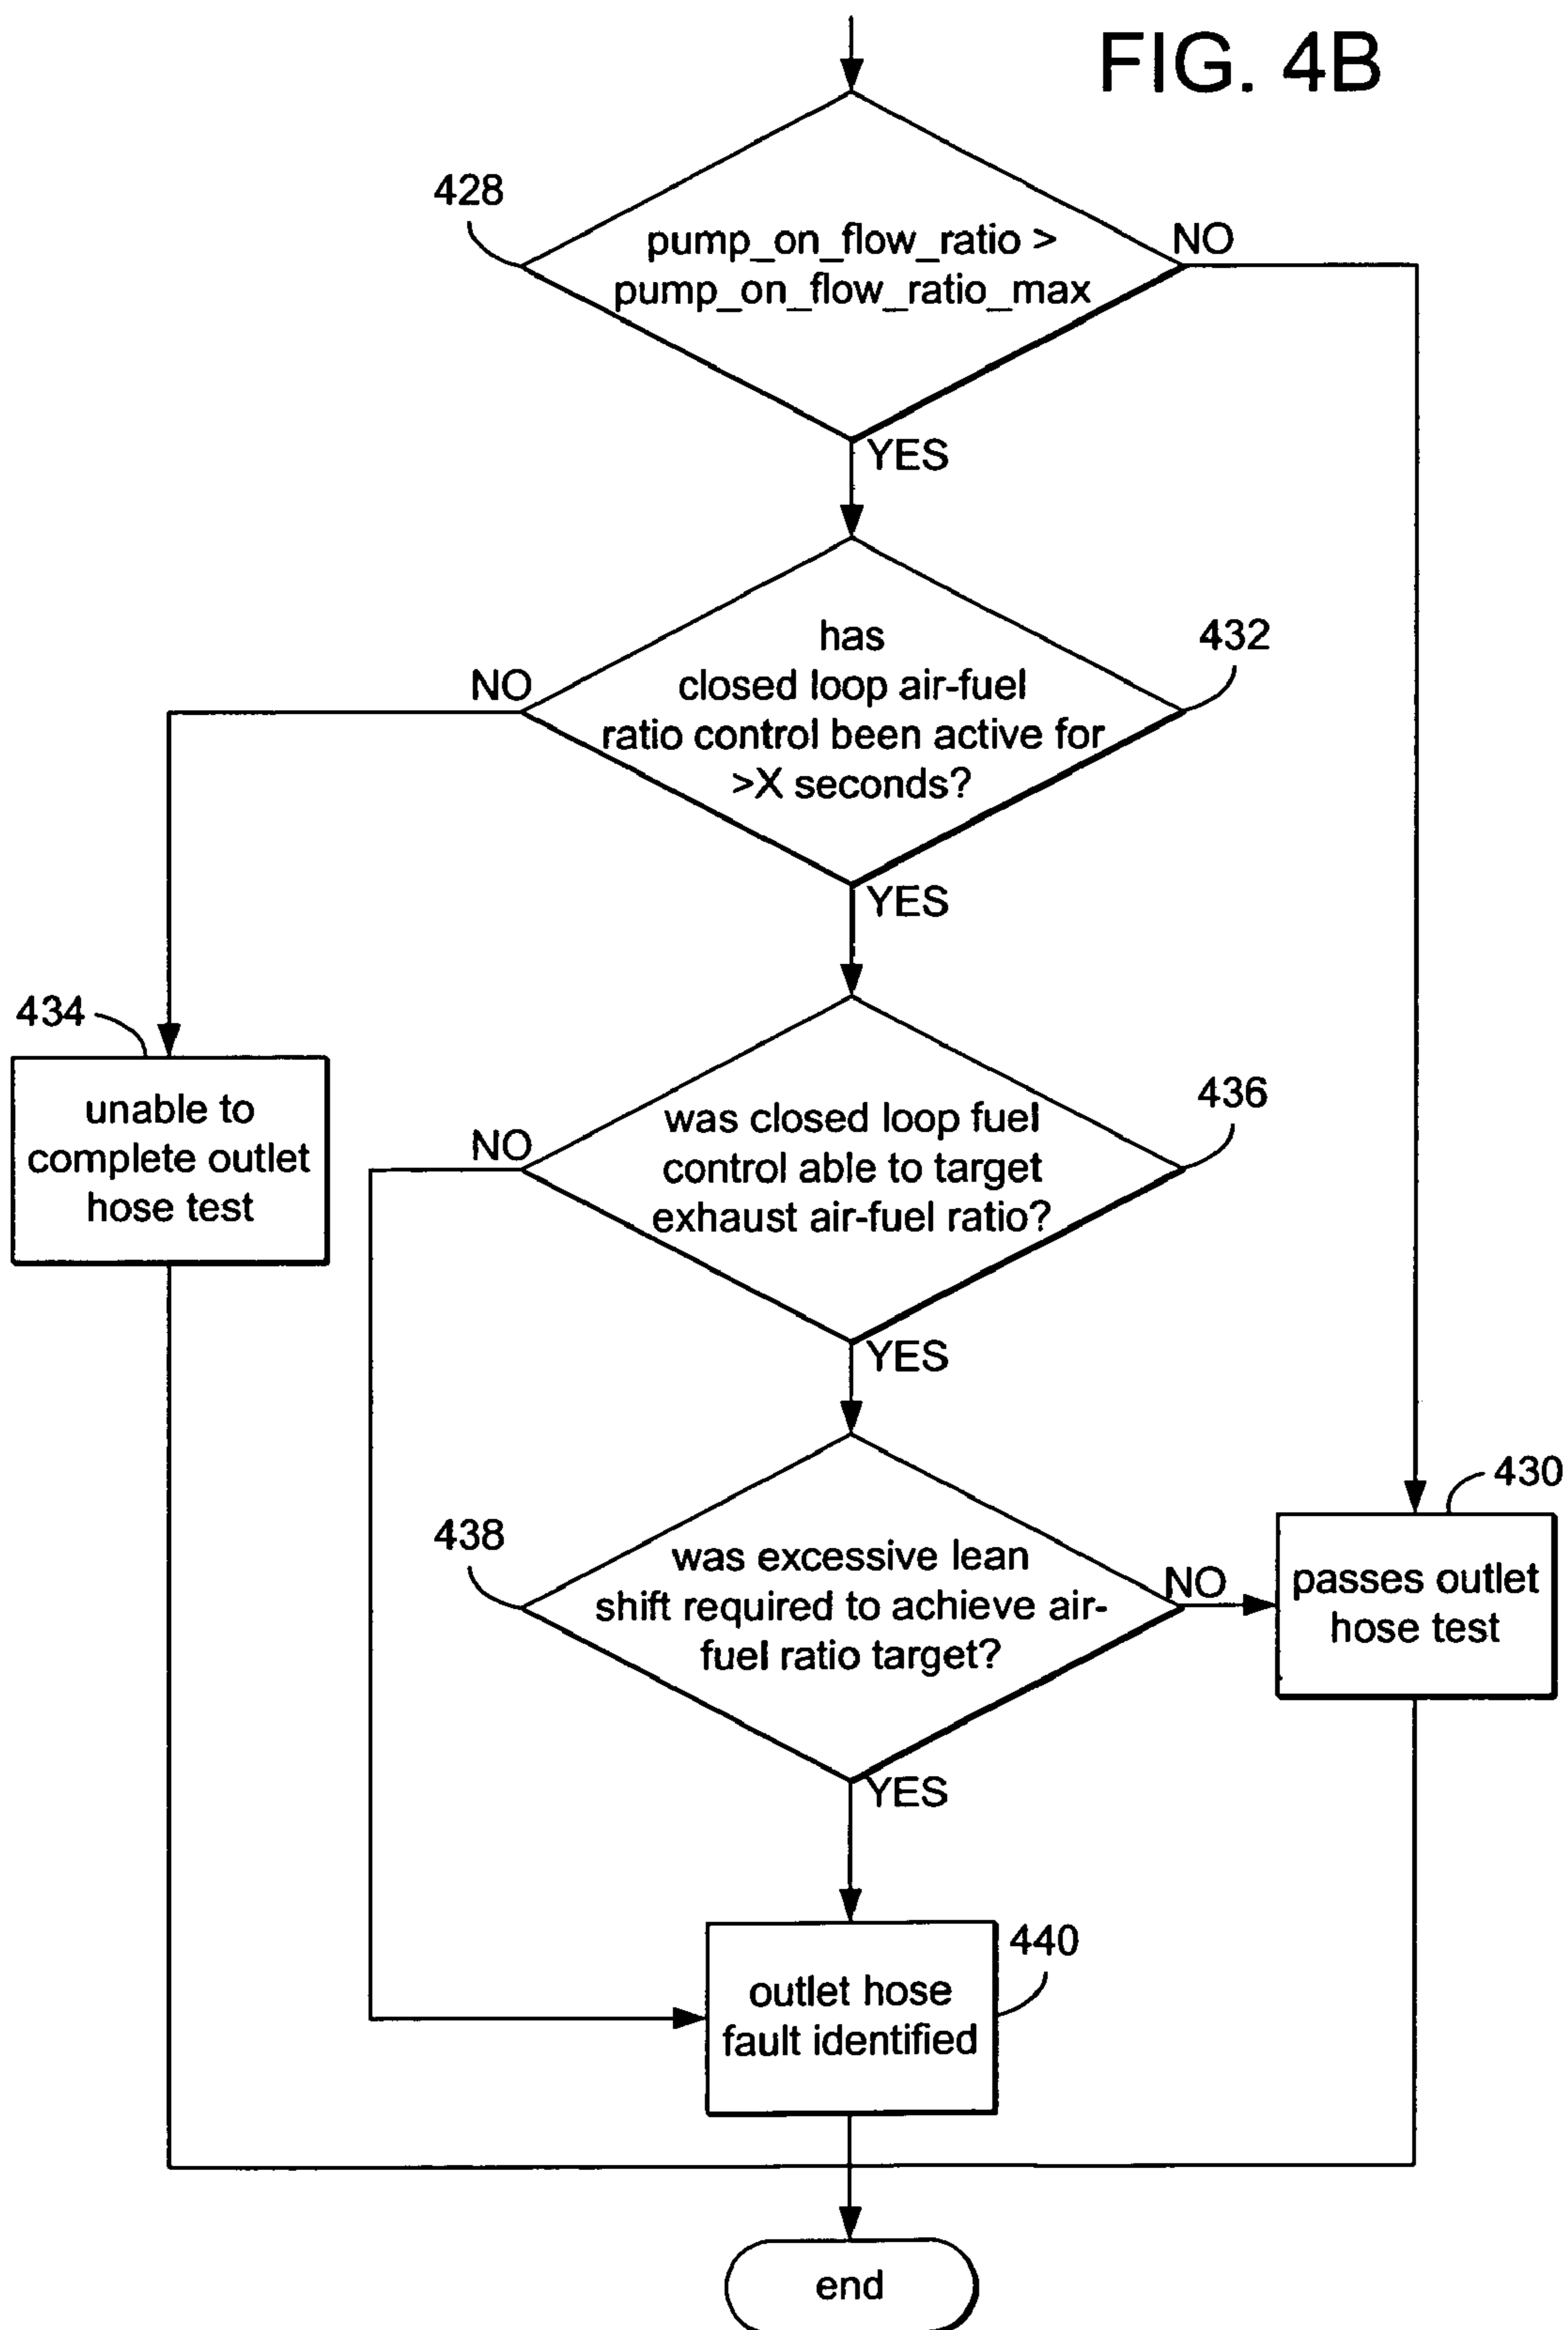 FIG. 4B
428
pump_on_flow_ratio >
pump_on_flow_ratio_max
NO
YES
432
has
closed loop air-fuel
ratio control been active for
>X seconds?
NO
YES
434
unable to
complete outlet
hose test
436
was closed loop fuel
control able to target
exhaust air-fuel ratio?
NO
YES
438
was excessive lean
shift required to achieve air-
fuel ratio target?
NO
YES
430
passes outlet
hose test
440
outlet hose
fault identified
end